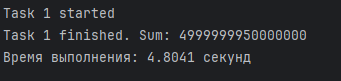 Task 1 started
Task 1 finished. Sum: 4999999950000000
Время выполнения: 4.8041 секунд